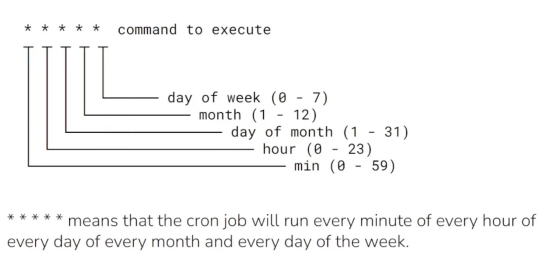 * * * * * command to execute
day of week (0 - 7)
month (1 - 12)
day of month (1 - 31)
hour (0 - 23)
min (0 - 59)
* * * * * means that the cron job will run every minute of every hour of
every day of every month and every day of the week.